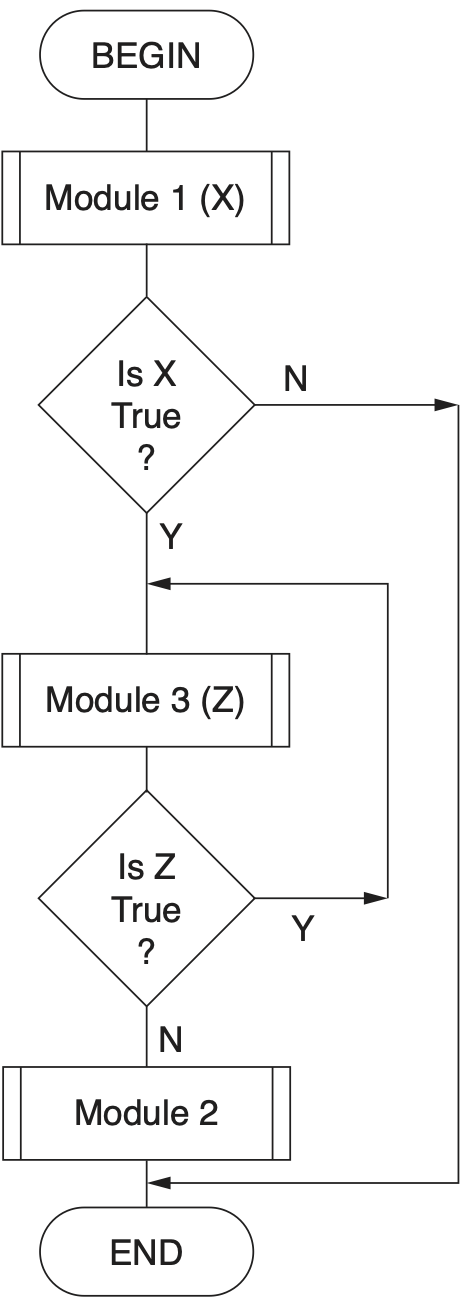 BEGIN
Module 1 (X)
Is X
True
?
N
Y
Module 3 (Z)
Is Z
True
?
Y
N
Module 2
END